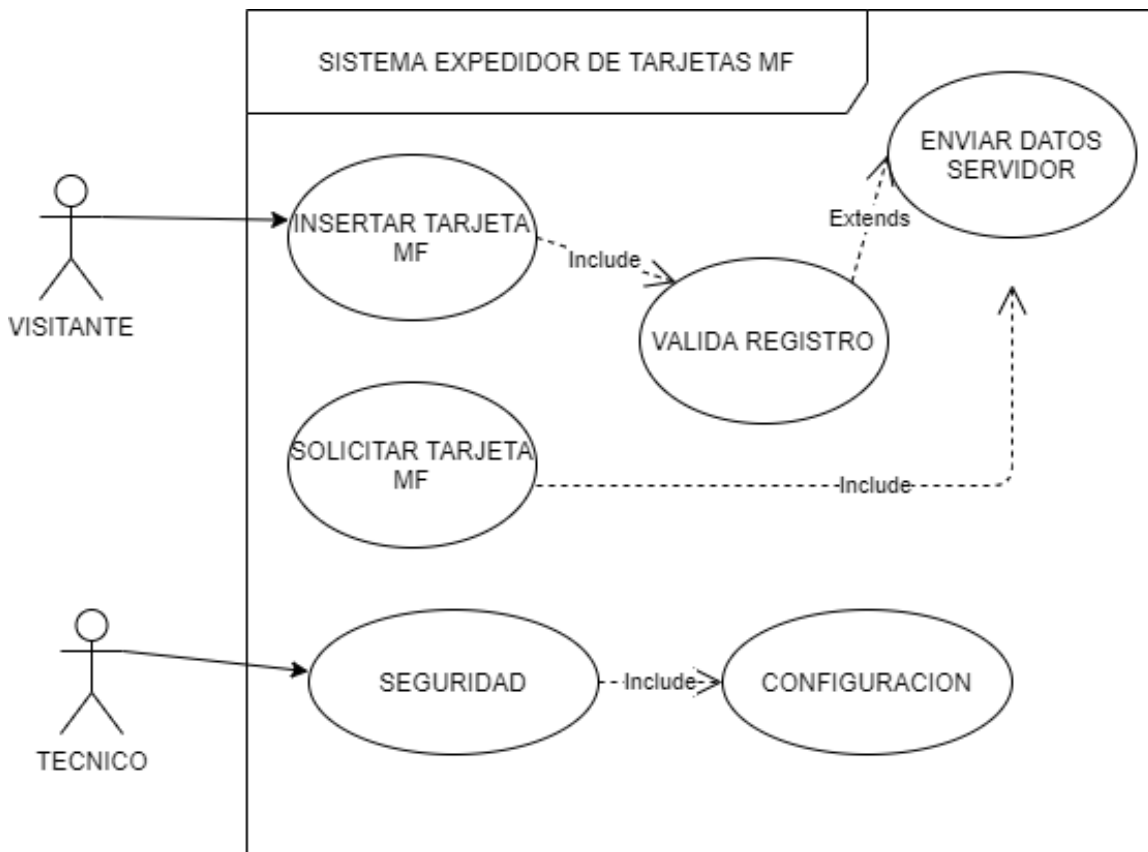 SISTEMA EXPEDIDOR DE TARJETAS MF
ENVIAR DATOS
SERVIDOR
INSERTAR TARJETA
MF
Extends
Include
VISITANTE
VALIDA REGISTRO
SOLICITAR TARJETA
MF
Include
SEGURIDAD
Include
CONFIGURACION
TECNICO